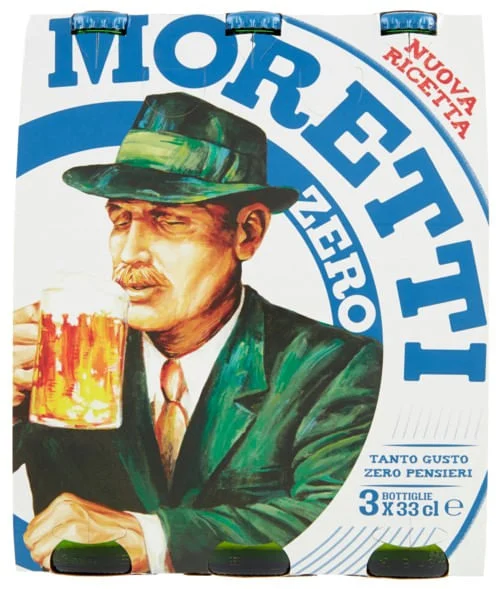 MORETTI
ZERO
NUOVA
RICETTA
TANTO GUSTO
ZERO PENSIERI
3 BOTTIGLIE
X 33 cl ℮